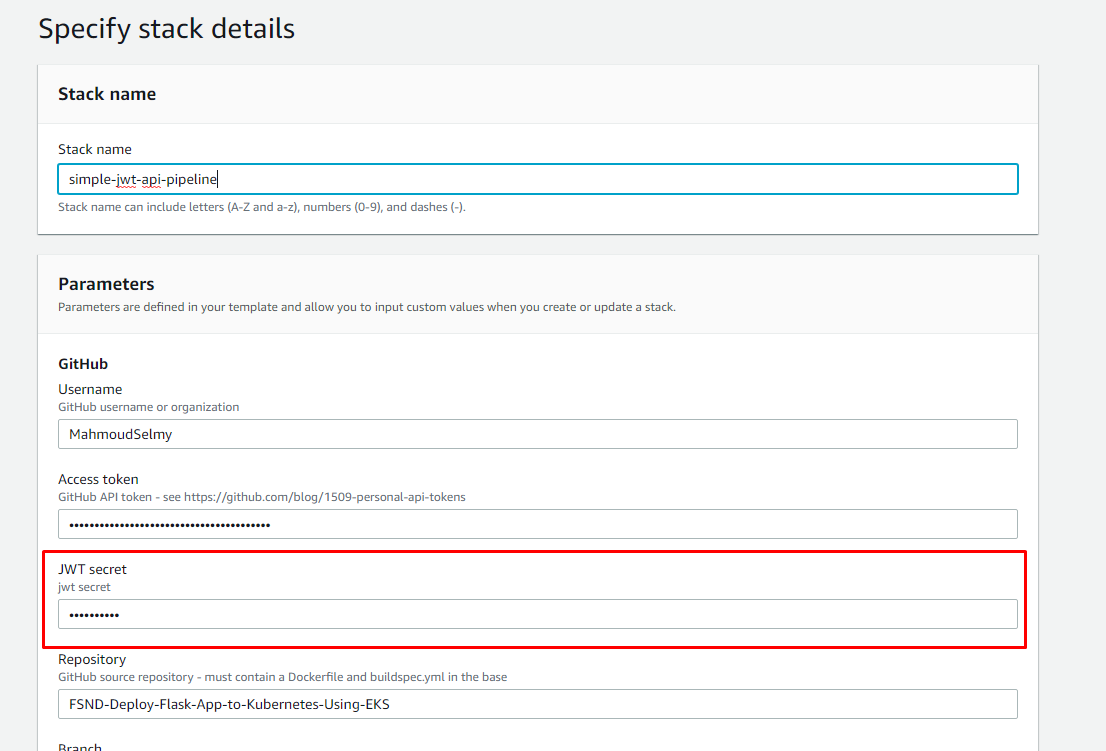 Specify stack details
Stack name
Stack name
simple-jwt-api-pipeline
Stack name can include letters (A-Z and a-z), numbers (0-9), and dashes (-).
Parameters
Parameters are defined in your template and allow you to input custom values when you create or update a stack.
GitHub
Username
GitHub username or organization
MahmoudSelmy
Access token
GitHub API token - see https://github.com/blog/1509-personal-api-tokens
••••••••••••••••••••••••••••••••••••••••
JWT secret
jwt secret
••••••••••
Repository
GitHub source repository - must contain a Dockerfile and buildspec.yml in the base
FSND-Deploy-Flask-App-to-Kubernetes-Using-EKS
Branch